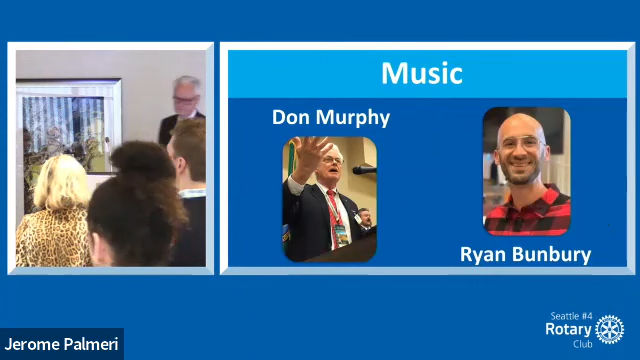 Music
Don Murphy
Ryan Bunbury
Seattle #4
Rotary
Club
Jerome Palmeri